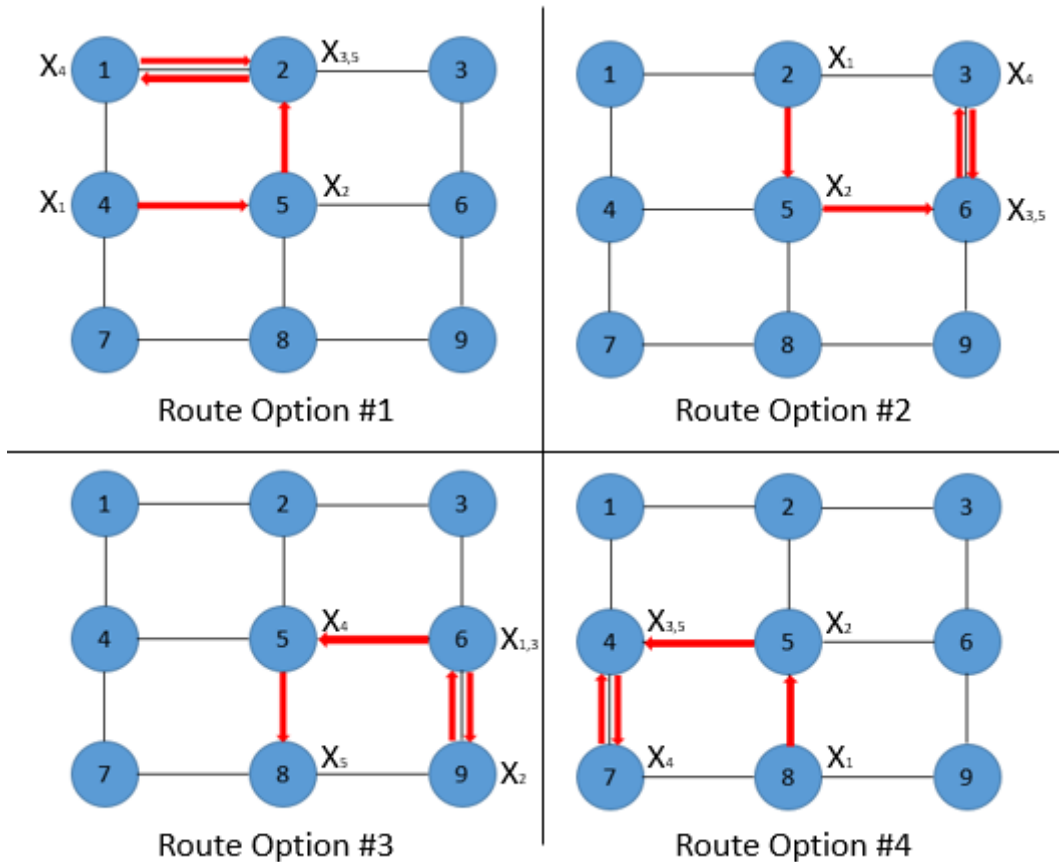 1 2 X3,5 3
X4
X1 4 5 X2 6
7 8 9
Route Option #1
1 2 X1 3 X4
4 5 X2 6 X3,5
7 8 9
Route Option #2
1 2 3
4 5 X4 6 X1,3
7 8 X5 9 X2
Route Option #3
1 2 3
4 X3,5 5 X2 6
7 X4 8 X1 9
Route Option #4